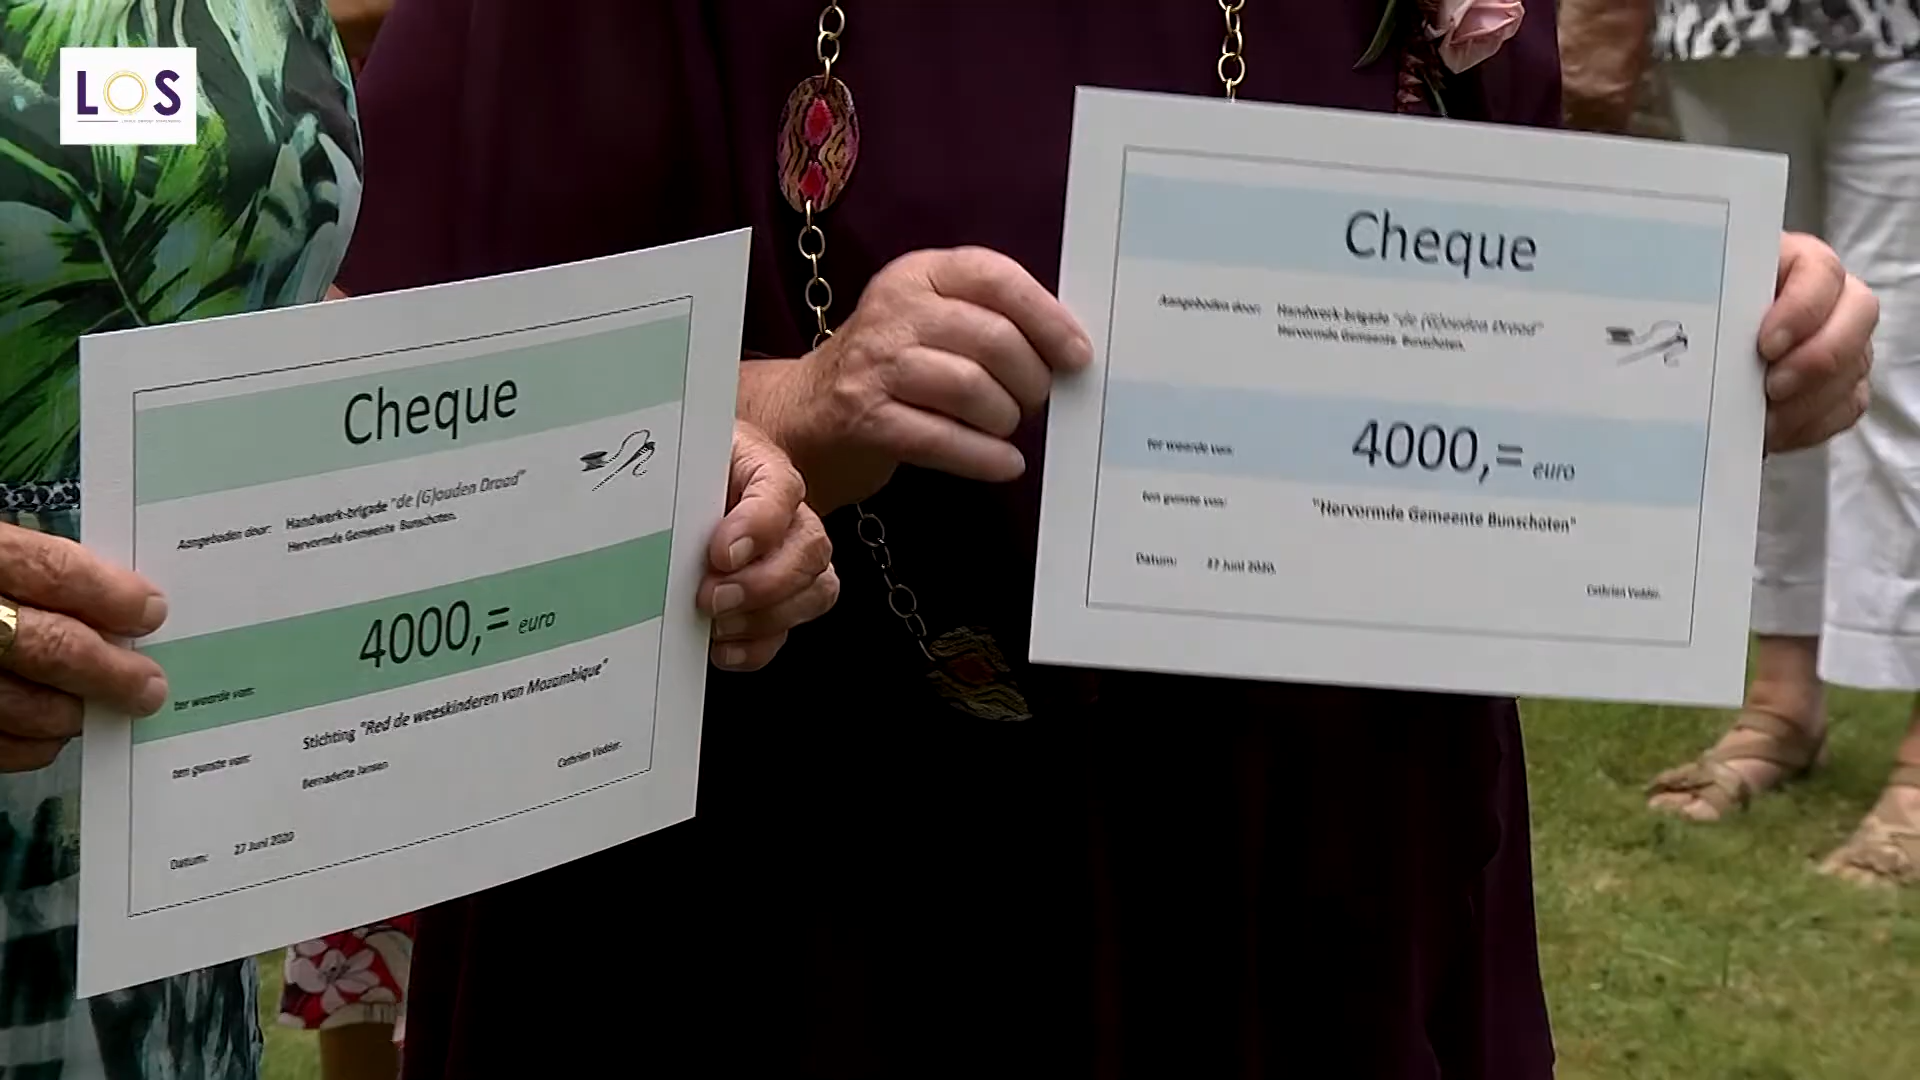 LOS
Cheque
Aangeboden door: Handwerk-brigade "de (G)ouden Draad"
Hervormde Gemeente Bunschoten.
ter waarde van: 4000,= euro
ten gunste van: Stichting "Red de weeskinderen van Mozambique"
Bernadette Jansen
Cathrien Vedder.
Datum: 27 Juni 2020
Cheque
Aangeboden door: Handwerk-brigade "de (G)ouden Draad"
Hervormde Gemeente Bunschoten.
ter waarde van: 4000,= euro
ten gunste van: "Hervormde Gemeente Bunschoten"
Datum: 27 Juni 2020.
Cathrien Vedder.